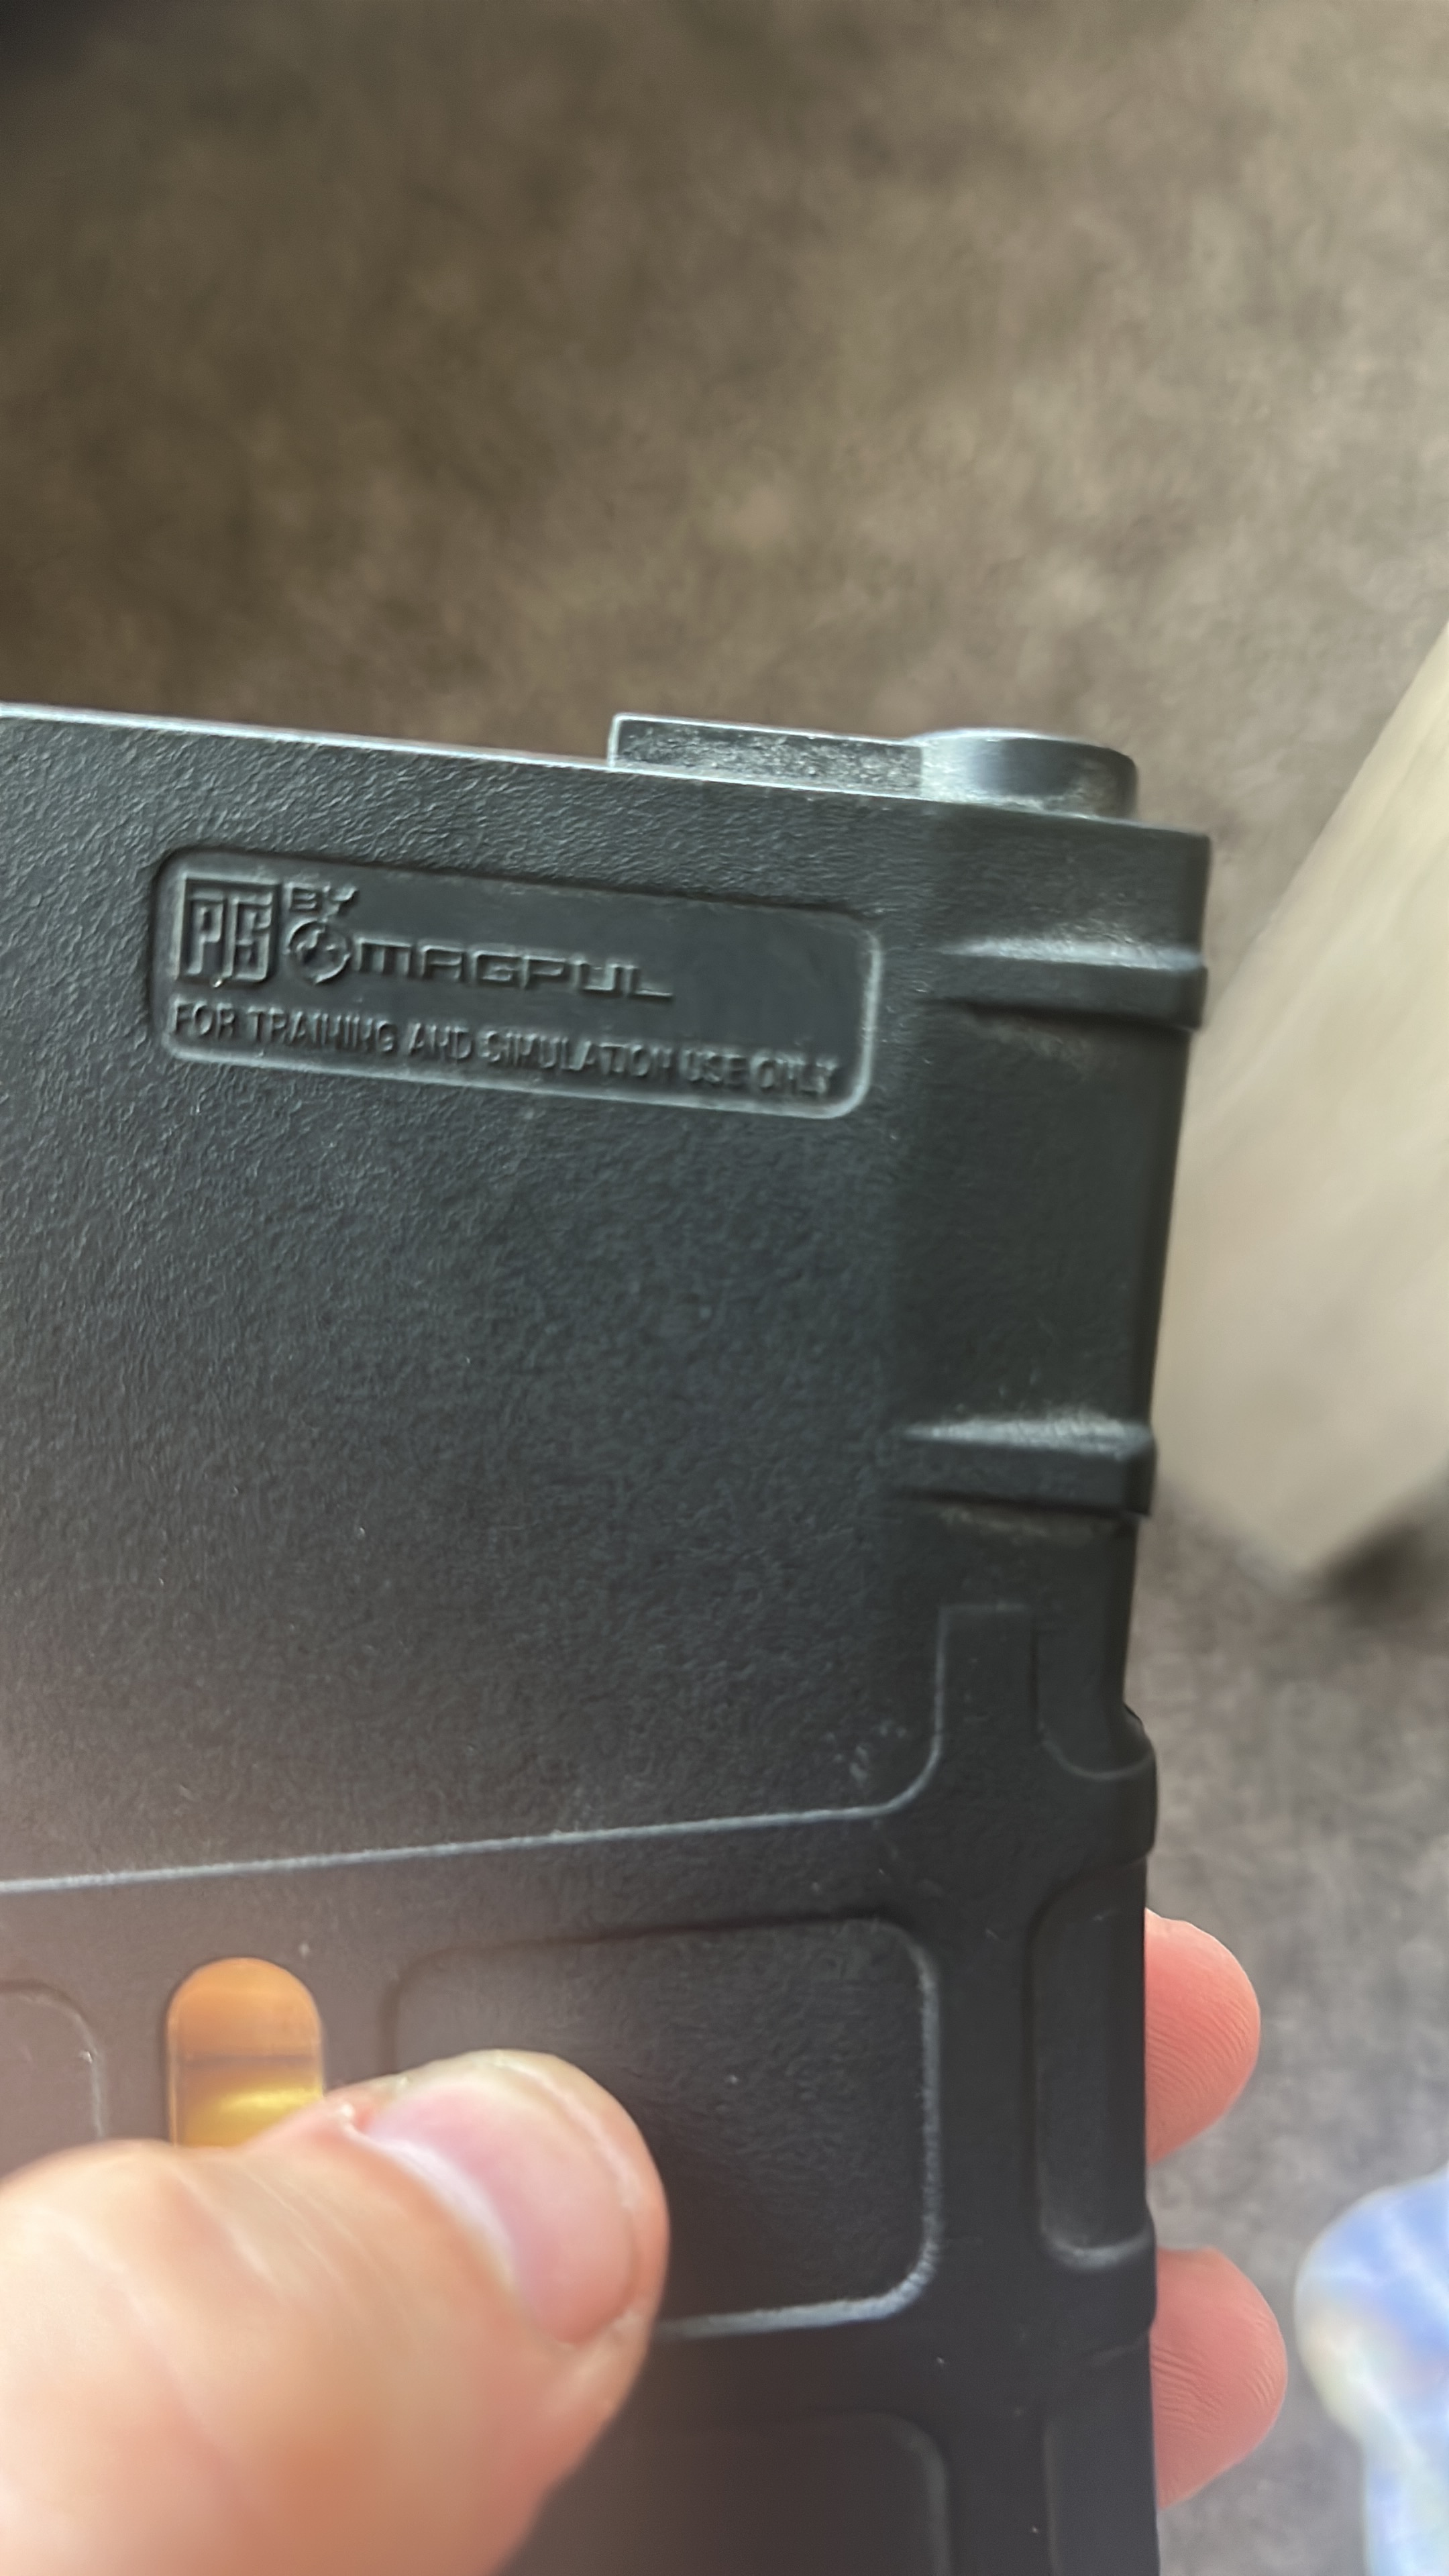 PTS BY
MAGPUL
FOR TRAINING AND SIMULATION USE ONLY